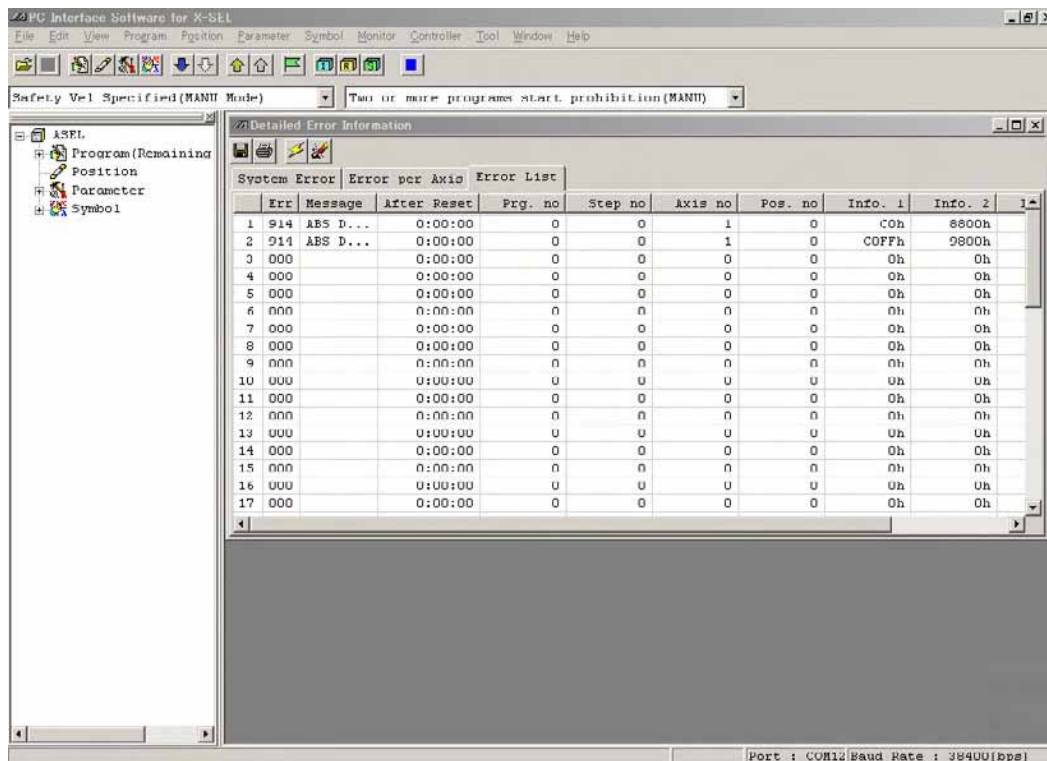 PC Interface Software for X-SEL
File Edit View Program Position Parameter Symbol Monitor Controller Tool Window Help
Safety Vel Specified(MANU Mode) Two or more programs start prohibition(MANU)
ASEL
Program(Remaining
Position
Parameter
Symbol
Detailed Error Information
System Error Error per Axis Error List
Err Message After Reset Prg. no Step no Axis no Pos. no Info. 1 Info. 2
1 914 ABS D... 0:00:00 0 0 1 0 C0h 8800h
2 914 ABS D... 0:00:00 0 0 1 0 C0FFh 9800h
3 000 0:00:00 0 0 0 0 0h 0h
4 000 0:00:00 0 0 0 0 0h 0h
5 000 0:00:00 0 0 0 0 0h 0h
6 000 0:00:00 0 0 0 0 0h 0h
7 000 0:00:00 0 0 0 0 0h 0h
8 000 0:00:00 0 0 0 0 0h 0h
9 000 0:00:00 0 0 0 0 0h 0h
10 000 0:00:00 0 0 0 0 0h 0h
11 000 0:00:00 0 0 0 0 0h 0h
12 000 0:00:00 0 0 0 0 0h 0h
13 000 0:00:00 0 0 0 0 0h 0h
14 000 0:00:00 0 0 0 0 0h 0h
15 000 0:00:00 0 0 0 0 0h 0h
16 000 0:00:00 0 0 0 0 0h 0h
17 000 0:00:00 0 0 0 0 0h 0h
Port : COM12 Baud Rate : 38400[bps]